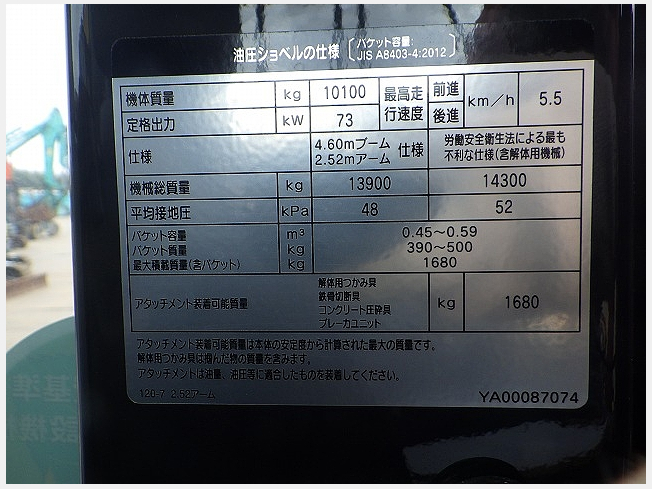 油圧ショベルの仕様 [バケット容量: JIS A8403-4:2012]
機体質量 kg 10100 最高走行速度 前進 後進 km/h 5.5
定格出力 kW 73
仕様 4.60mブーム 2.52mアーム 仕様 労働安全衛生法による最も不利な仕様(含解体用機械)
機械総質量 kg 13900 14300
平均接地圧 kPa 48 52
バケット容量 m³ 0.45~0.59
バケット質量 kg 390~500
最大積載質量(含バケット) kg 1680
アタッチメント装着可能質量 解体用つかみ具 鉄骨切断具 コンクリート圧砕具 ブレーカユニット kg 1680
アタッチメント装着可能質量は本体の安定度から計算された最大の質量です。
解体用つかみ具は掴んだ物の質量を含みます。
アタッチメントは油量、油圧等に適合したものを装着してください。
120-7 2.52アーム YA00087074